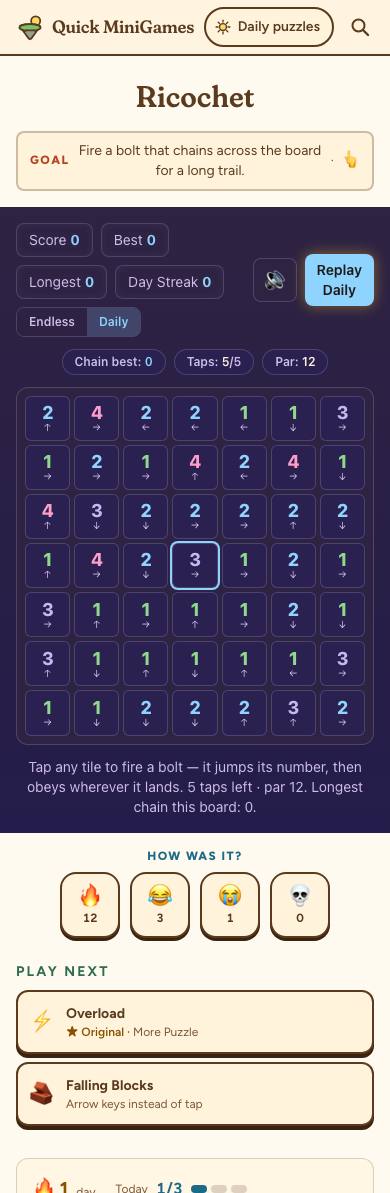 Quick MiniGames
Daily puzzles
Ricochet
GOAL Fire a bolt that chains across the board for a long trail. · 👆
Score 0 Best 0
Longest 0 Day Streak 0
🔊 Replay Daily
Endless Daily
Chain best: 0 Taps: 5/5 Par: 12
2 4 2 2 1 1 3
↑ → ← ← ← ↓ →
1 2 1 4 2 4 1
→ → → ↑ ← → ↓
4 3 2 2 2 2 2
↑ ↓ ↓ → → ↑ ↓
1 4 2 3 1 2 1
↑ → ↓ → → ↓ →
3 1 1 1 1 2 1
→ ↑ → ↑ → ↓ ↓
3 1 1 1 1 1 3
↑ ↓ ↑ ↓ ↑ ← →
1 1 2 2 2 3 2
→ ↓ ↓ ↓ ↑ ↑ →
Tap any tile to fire a bolt — it jumps its number, then
obeys wherever it lands. 5 taps left · par 12. Longest
chain this board: 0.
HOW WAS IT?
🔥 😂 😭 💀
12 3 1 0
PLAY NEXT
Overload
★ Original · More Puzzle
Falling Blocks
Arrow keys instead of tap
🔥 1 day Today 1/3